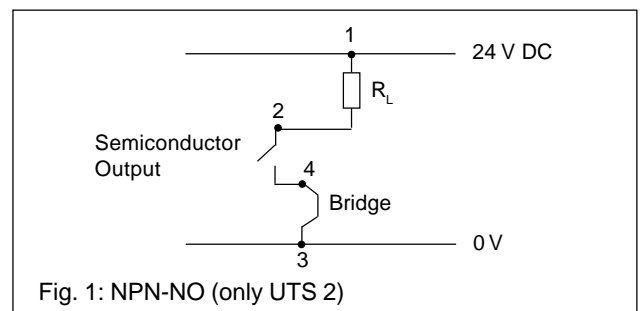 1
24 V DC
R_L
2
Semiconductor
Output
4
Bridge
0 V
3
Fig. 1: NPN-NO (only UTS 2)